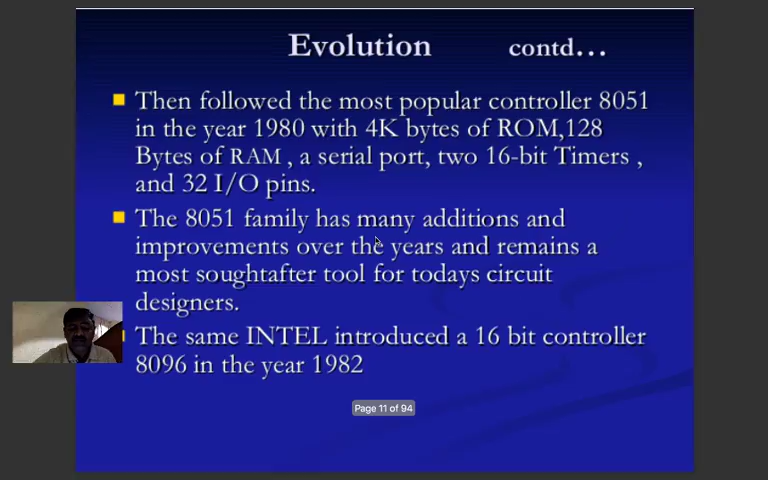 Evolution contd...
Then followed the most popular controller 8051
in the year 1980 with 4K bytes of ROM,128
Bytes of RAM , a serial port, two 16-bit Timers ,
and 32 I/O pins.
The 8051 family has many additions and
improvements over the years and remains a
most soughtafter tool for todays circuit
designers.
The same INTEL introduced a 16 bit controller
8096 in the year 1982
Page 11 of 94